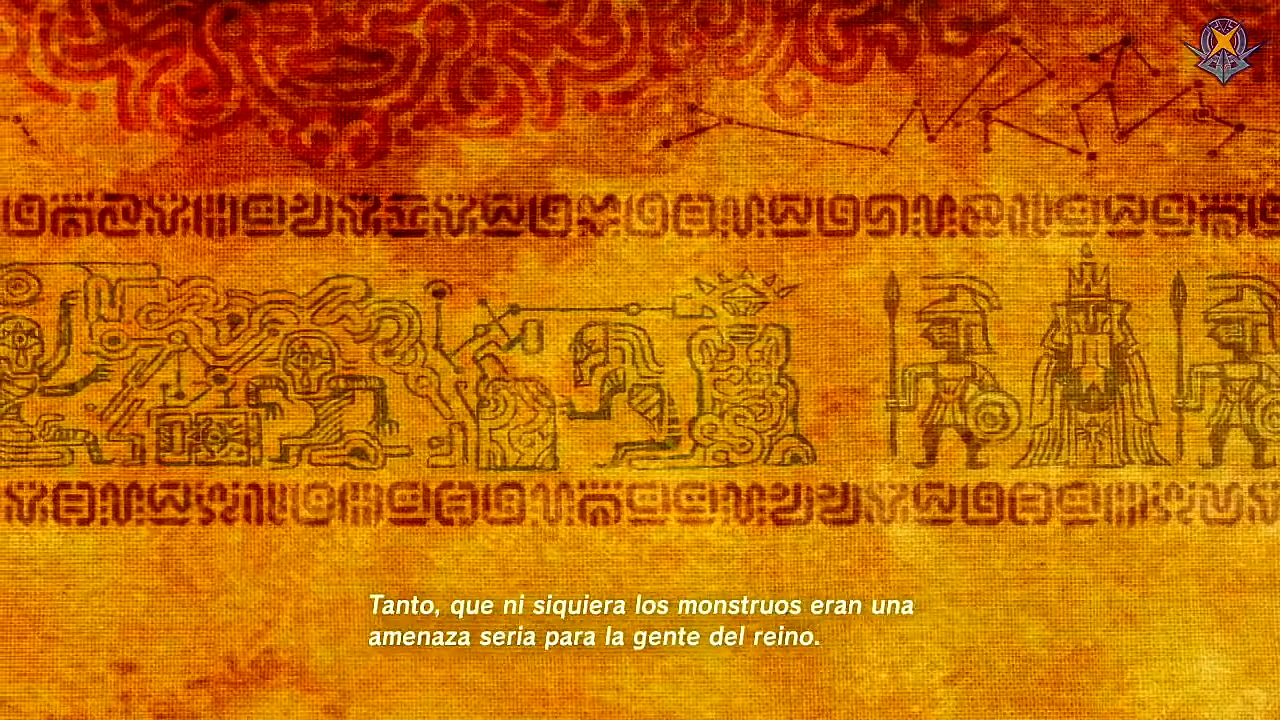 Tanto, que ni siquiera los monstruos eran una
amenaza seria para la gente del reino.